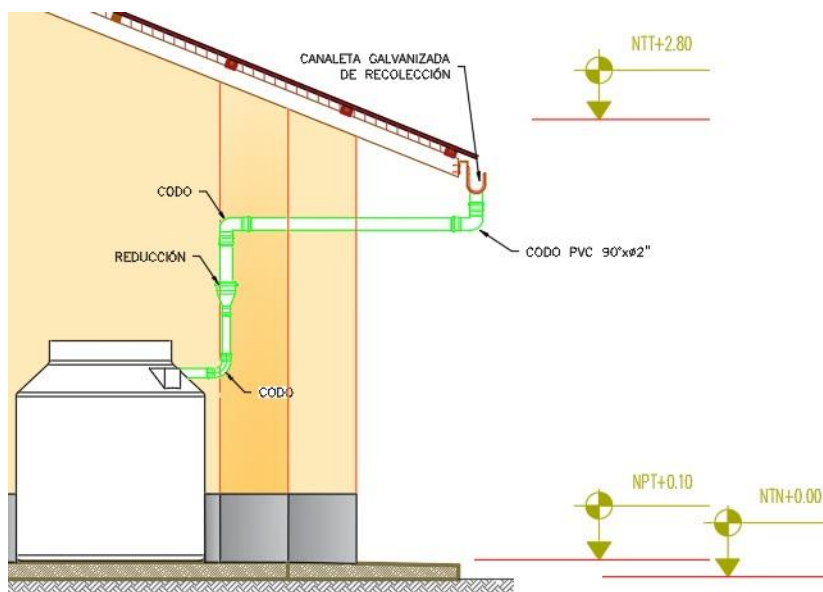 CANALETA GALVANIZADA
DE RECOLECCIÓN
NTT+2.80
CODO
CODO PVC 90°xø2"
REDUCCIÓN
CODO
NPT+0.10
NTN+0.00